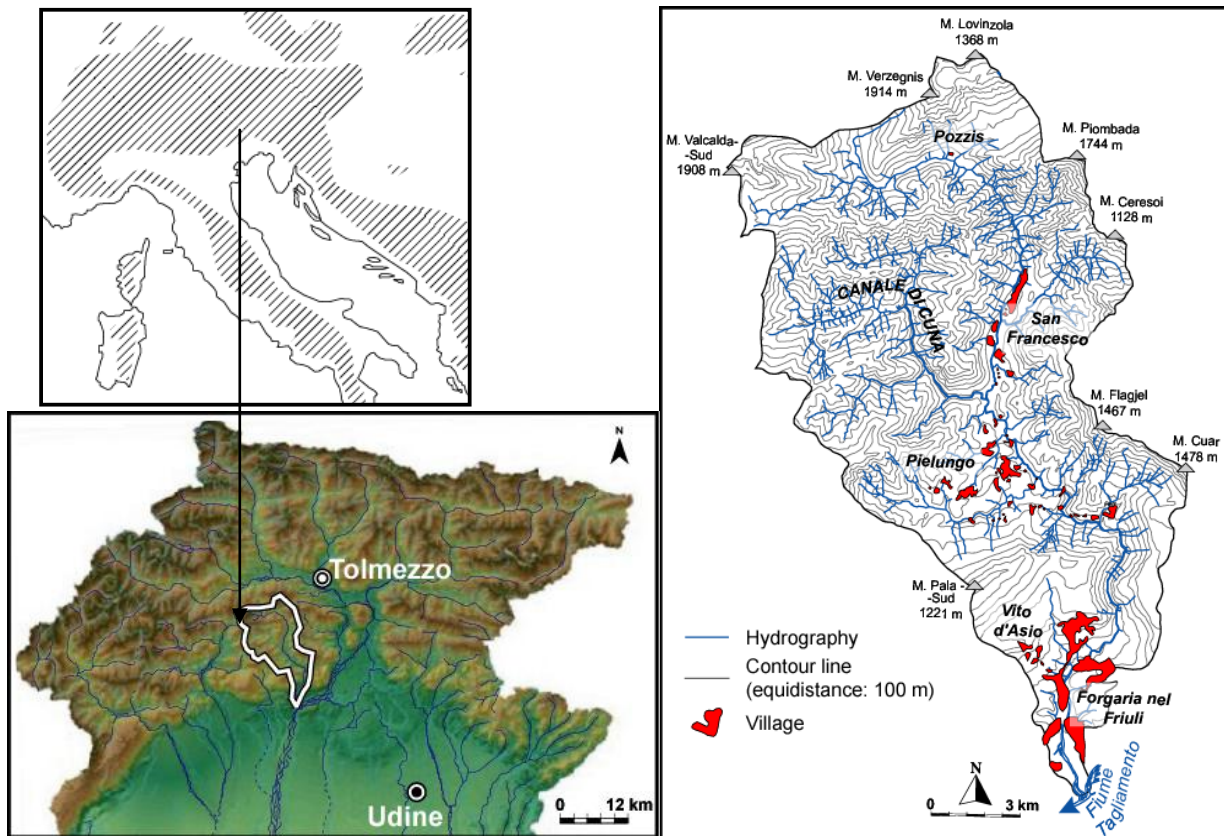 N
Tolmezzo
Udine
0 12 km
M. Lovinzola
1368 m
M. Verzegnis
1914 m
M. Valcalda-
-Sud
1908 m
Pozzis
M. Piombada
1744 m
M. Ceresoi
1128 m
CANALE DI CUNA
San
Francesco
M. Flagjel
1467 m
M. Cuar
1478 m
Pielungo
M. Pala -
-Sud
1221 m
Vito
d'Asio
Forgaria nel
Friuli
Hydrography
Contour line
(equidistance: 100 m)
Village
N
0 3 km
Fiume
Tagliamento